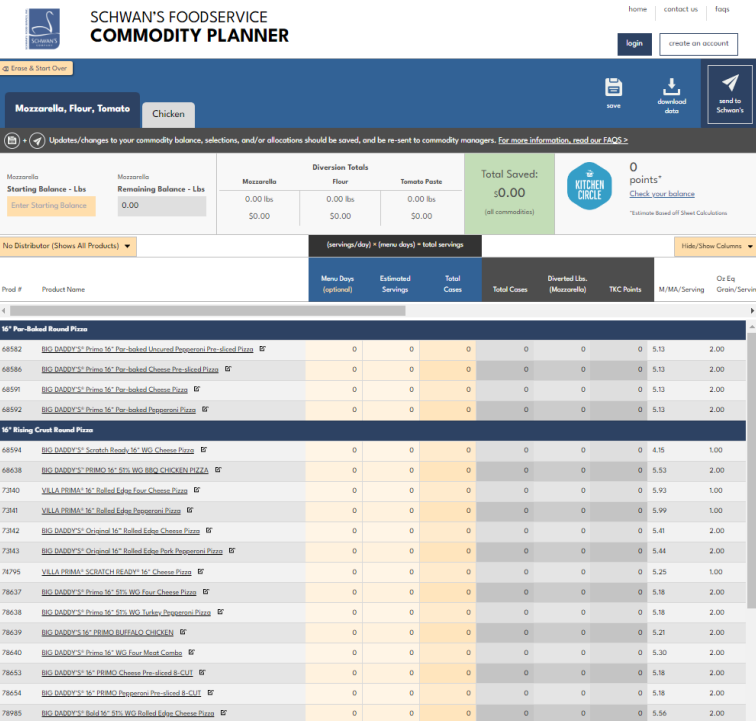 SCHWAN'S
COMPANY
SCHWAN'S FOODSERVICE
COMMODITY PLANNER
home contact us faqs
login create an account
Erase & Start Over
Mozzarella, Flour, Tomato Chicken
save download data send to Schwan's
+ Updates/changes to your commodity balance, selections, and/or allocations should be saved, and be re-sent to commodity managers. For more information, read our FAQS >
Mozzarella
Starting Balance - Lbs
Enter Starting Balance
Mozzarella
Remaining Balance - Lbs
0.00
Diversion Totals
Mozzarella Flour Tomato Paste
0.00 lbs 0.00 lbs 0.00 lbs
$0.00 $0.00 $0.00
Total Saved:
$0.00
(all commodities)
KITCHEN
CIRCLE
0
points*
Check your balance
*Estimate Based off Sheet Calculations
No Distributor (Shows All Products)
(servings/day) x (menu days) = total servings
Hide/Show Columns
Prod # Product Name Menu Days (optional) Estimated Servings Total Cases Total Cases Diverted Lbs. (Mozzarella) TKC Points M/MA/Serving Oz Eq Grain/Servin
16" Par-Baked Round Pizza
68582 BIG DADDY'S® Primo 16" Par-baked Uncured Pepperoni Pre-sliced Pizza 0 0 0 0 0 0 5.13 2.00
68586 BIG DADDY'S® Primo 16" Par-baked Cheese Pre-sliced Pizza 0 0 0 0 0 0 5.13 2.00
68591 BIG DADDY'S® Primo 16" Par-baked Cheese Pizza 0 0 0 0 0 0 5.13 2.00
68592 BIG DADDY'S® Primo 16" Par-baked Pepperoni Pizza 0 0 0 0 0 0 5.13 2.00
16" Rising Crust Round Pizza
68594 BIG DADDY'S® Scratch Ready 16" WG Cheese Pizza 0 0 0 0 0 0 4.15 1.00
68638 BIG DADDY'S™ PRIMO 16" 51% WG BBQ CHICKEN PIZZA 0 0 0 0 0 0 5.53 2.00
73140 VILLA PRIMA® 16" Rolled Edge Four Cheese Pizza 0 0 0 0 0 0 5.93 1.00
73141 VILLA PRIMA® 16" Rolled Edge Pepperoni Pizza 0 0 0 0 0 0 5.99 1.00
73142 BIG DADDY'S® Original 16" Rolled Edge Cheese Pizza 0 0 0 0 0 0 5.41 2.00
73143 BIG DADDY'S® Original 16" Rolled Edge Pork Pepperoni Pizza 0 0 0 0 0 0 5.44 2.00
74795 VILLA PRIMA® SCRATCH READY® 16" Cheese Pizza 0 0 0 0 0 0 5.25 1.00
78637 BIG DADDY'S® Primo 16" 51% WG Four Cheese Pizza 0 0 0 0 0 0 5.18 2.00
78638 BIG DADDY'S® Primo 16" 51% WG Turkey Pepperoni Pizza 0 0 0 0 0 0 5.18 2.00
78639 BIG DADDY'S 16" PRIMO BUFFALO CHICKEN 0 0 0 0 0 0 5.21 2.00
78640 BIG DADDY'S® Primo 16" WG Four Meat Combo 0 0 0 0 0 0 5.30 2.00
78653 BIG DADDY'S® 16" PRIMO Cheese Pre-sliced 8-CUT 0 0 0 0 0 0 5.18 2.00
78654 BIG DADDY'S® 16" PRIMO Pepperoni Pre-sliced 8-CUT 0 0 0 0 0 0 5.18 2.00
78985 BIG DADDY'S® Bold 16" 51% WG Rolled Edge Cheese Pizza 0 0 0 0 0 0 5.56 2.00